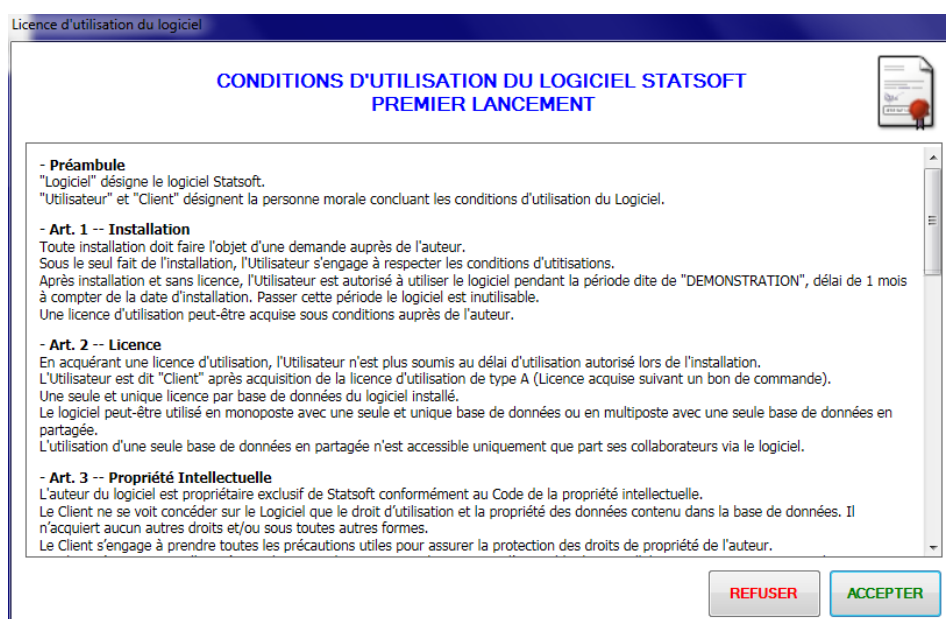 Licence d'utilisation du logiciel
CONDITIONS D'UTILISATION DU LOGICIEL STATSOFT
PREMIER LANCEMENT
- Préambule
"Logiciel" désigne le logiciel Statsoft.
"Utilisateur" et "Client" désignent la personne morale concluant les conditions d'utilisation du Logiciel.
- Art. 1 -- Installation
Toute installation doit faire l'objet d'une demande auprès de l'auteur.
Sous le seul fait de l'installation, l'Utilisateur s'engage à respecter les conditions d'utitisations.
Après installation et sans licence, l'Utilisateur est autorisé à utiliser le logiciel pendant la période dite de "DEMONSTRATION", délai de 1 mois
à compter de la date d'installation. Passer cette période le logiciel est inutilisable.
Une licence d'utilisation peut-être acquise sous conditions auprès de l'auteur.
- Art. 2 -- Licence
En acquérant une licence d'utilisation, l'Utilisateur n'est plus soumis au délai d'utilisation autorisé lors de l'installation.
L'Utilisateur est dit "Client" après acquisition de la licence d'utilisation de type A (Licence acquise suivant un bon de commande).
Une seule et unique licence par base de données du logiciel installé.
Le logiciel peut-être utilisé en monoposte avec une seule et unique base de données ou en multiposte avec une seule base de données en
partagée.
L'utilisation d'une seule base de données en partagée n'est accessible uniquement que part ses collaborateurs via le logiciel.
- Art. 3 -- Propriété Intellectuelle
L'auteur du logiciel est propriétaire exclusif de Statsoft conformément au Code de la propriété intellectuelle.
Le Client ne se voit concéder sur le Logiciel que le droit d'utilisation et la propriété des données contenu dans la base de données. Il
n'acquiert aucun autres droits et/ou sous toutes autres formes.
Le Client s'engage à prendre toutes les précautions utiles pour assurer la protection des droits de propriété de l'auteur.
REFUSER
ACCEPTER